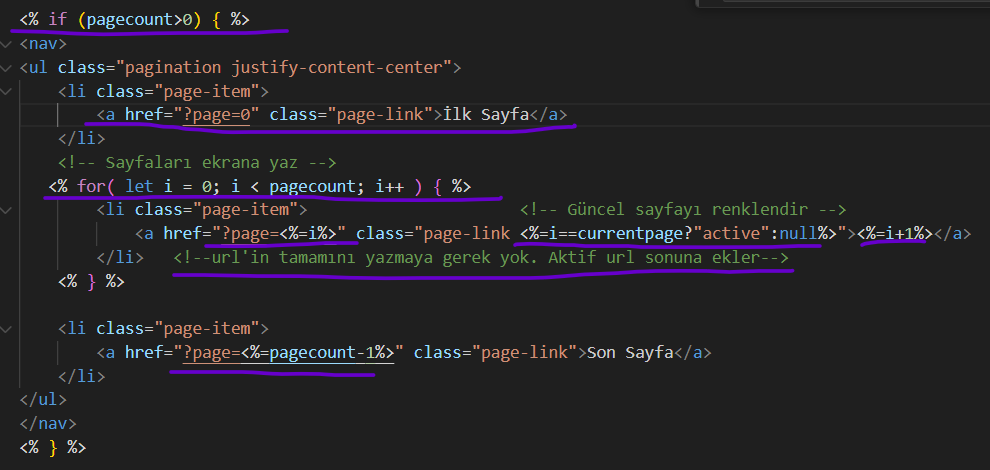 <% if (pagecount>0) { %>
<nav>
<ul class="pagination justify-content-center">
<li class="page-item">
<a href="?page=0" class="page-link">İlk Sayfa</a>
</li>
<!-- Sayfaları ekrana yaz -->
<% for( let i = 0; i < pagecount; i++ ) { %>
<li class="page-item"> <!-- Güncel sayfayı renklendir -->
<a href="?page=<%=i%>" class="page-link <%=i==currentpage?"active":null%>"><%=i+1%></a>
</li> <!--url'in tamamını yazmaya gerek yok. Aktif url sonuna ekler-->
<% } %>
<li class="page-item">
<a href="?page=<%=pagecount-1%>" class="page-link">Son Sayfa</a>
</li>
</ul>
</nav>
<% } %>